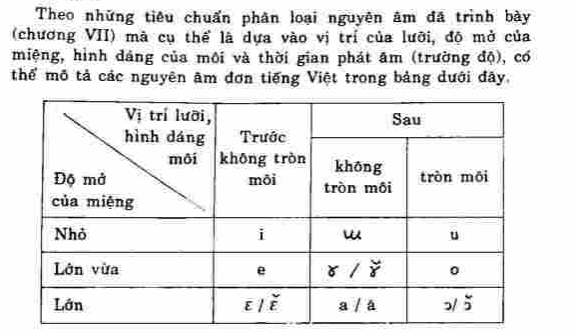 Theo những tiêu chuẩn phân loại nguyên âm đã trình bày
(chương VII) mà cụ thể là dựa vào vị trí của lưỡi, độ mở của
miệng, hình dáng của môi và thời gian phát âm (trường độ), có
thể mô tả các nguyên âm đơn tiếng Việt trong bảng dưới đây.
Vị trí lưỡi,
hình dáng
môi
Độ mở
của miệng
Trước
không tròn
môi
Sau
không
tròn môi
tròn môi
Nhỏ i ɯ u
Lớn vừa e ɤ / ɤ̌ o
Lớn ɛ / ɛ̌ a / ă ɔ/ ɔ̌